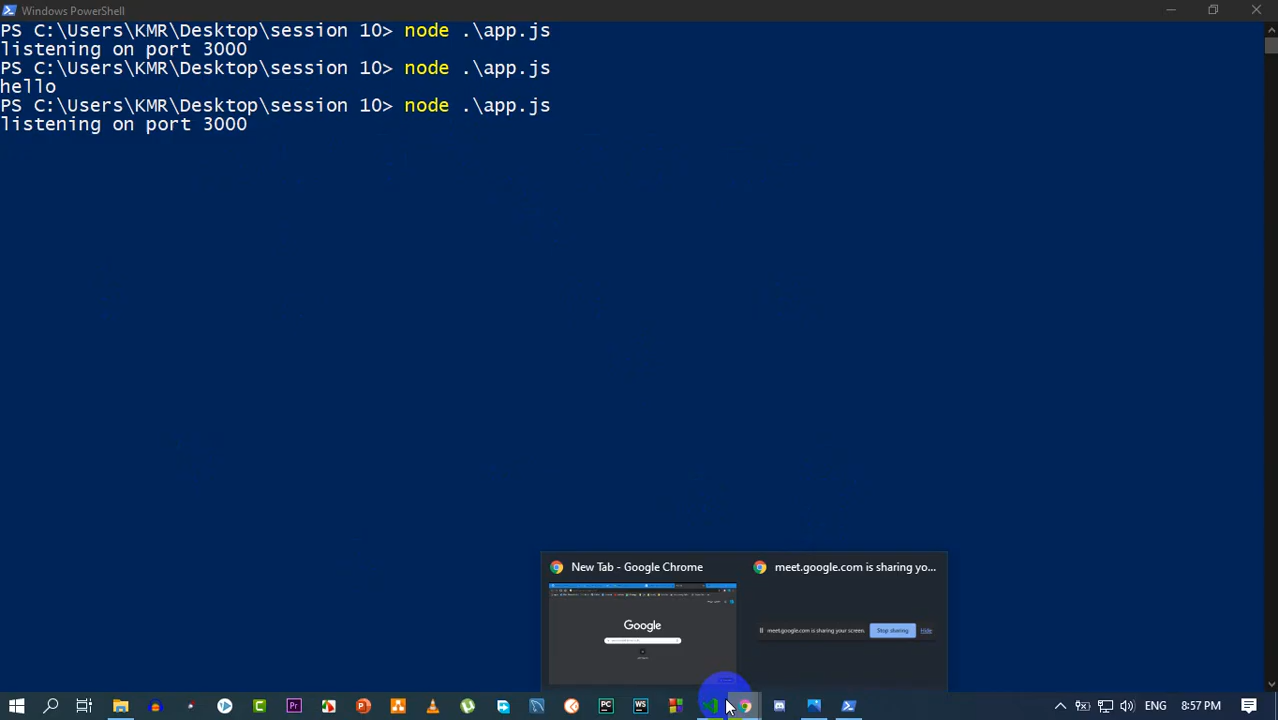 Windows PowerShell
PS C:\Users\KMR\Desktop\session 10> node .\app.js
listening on port 3000
PS C:\Users\KMR\Desktop\session 10> node .\app.js
hello
PS C:\Users\KMR\Desktop\session 10> node .\app.js
listening on port 3000
New Tab - Google Chrome
meet.google.com is sharing yo...
Google
meet.google.com is sharing your screen.
Stop sharing
Hide
Pr
PC
WS
ENG
8:57 PM